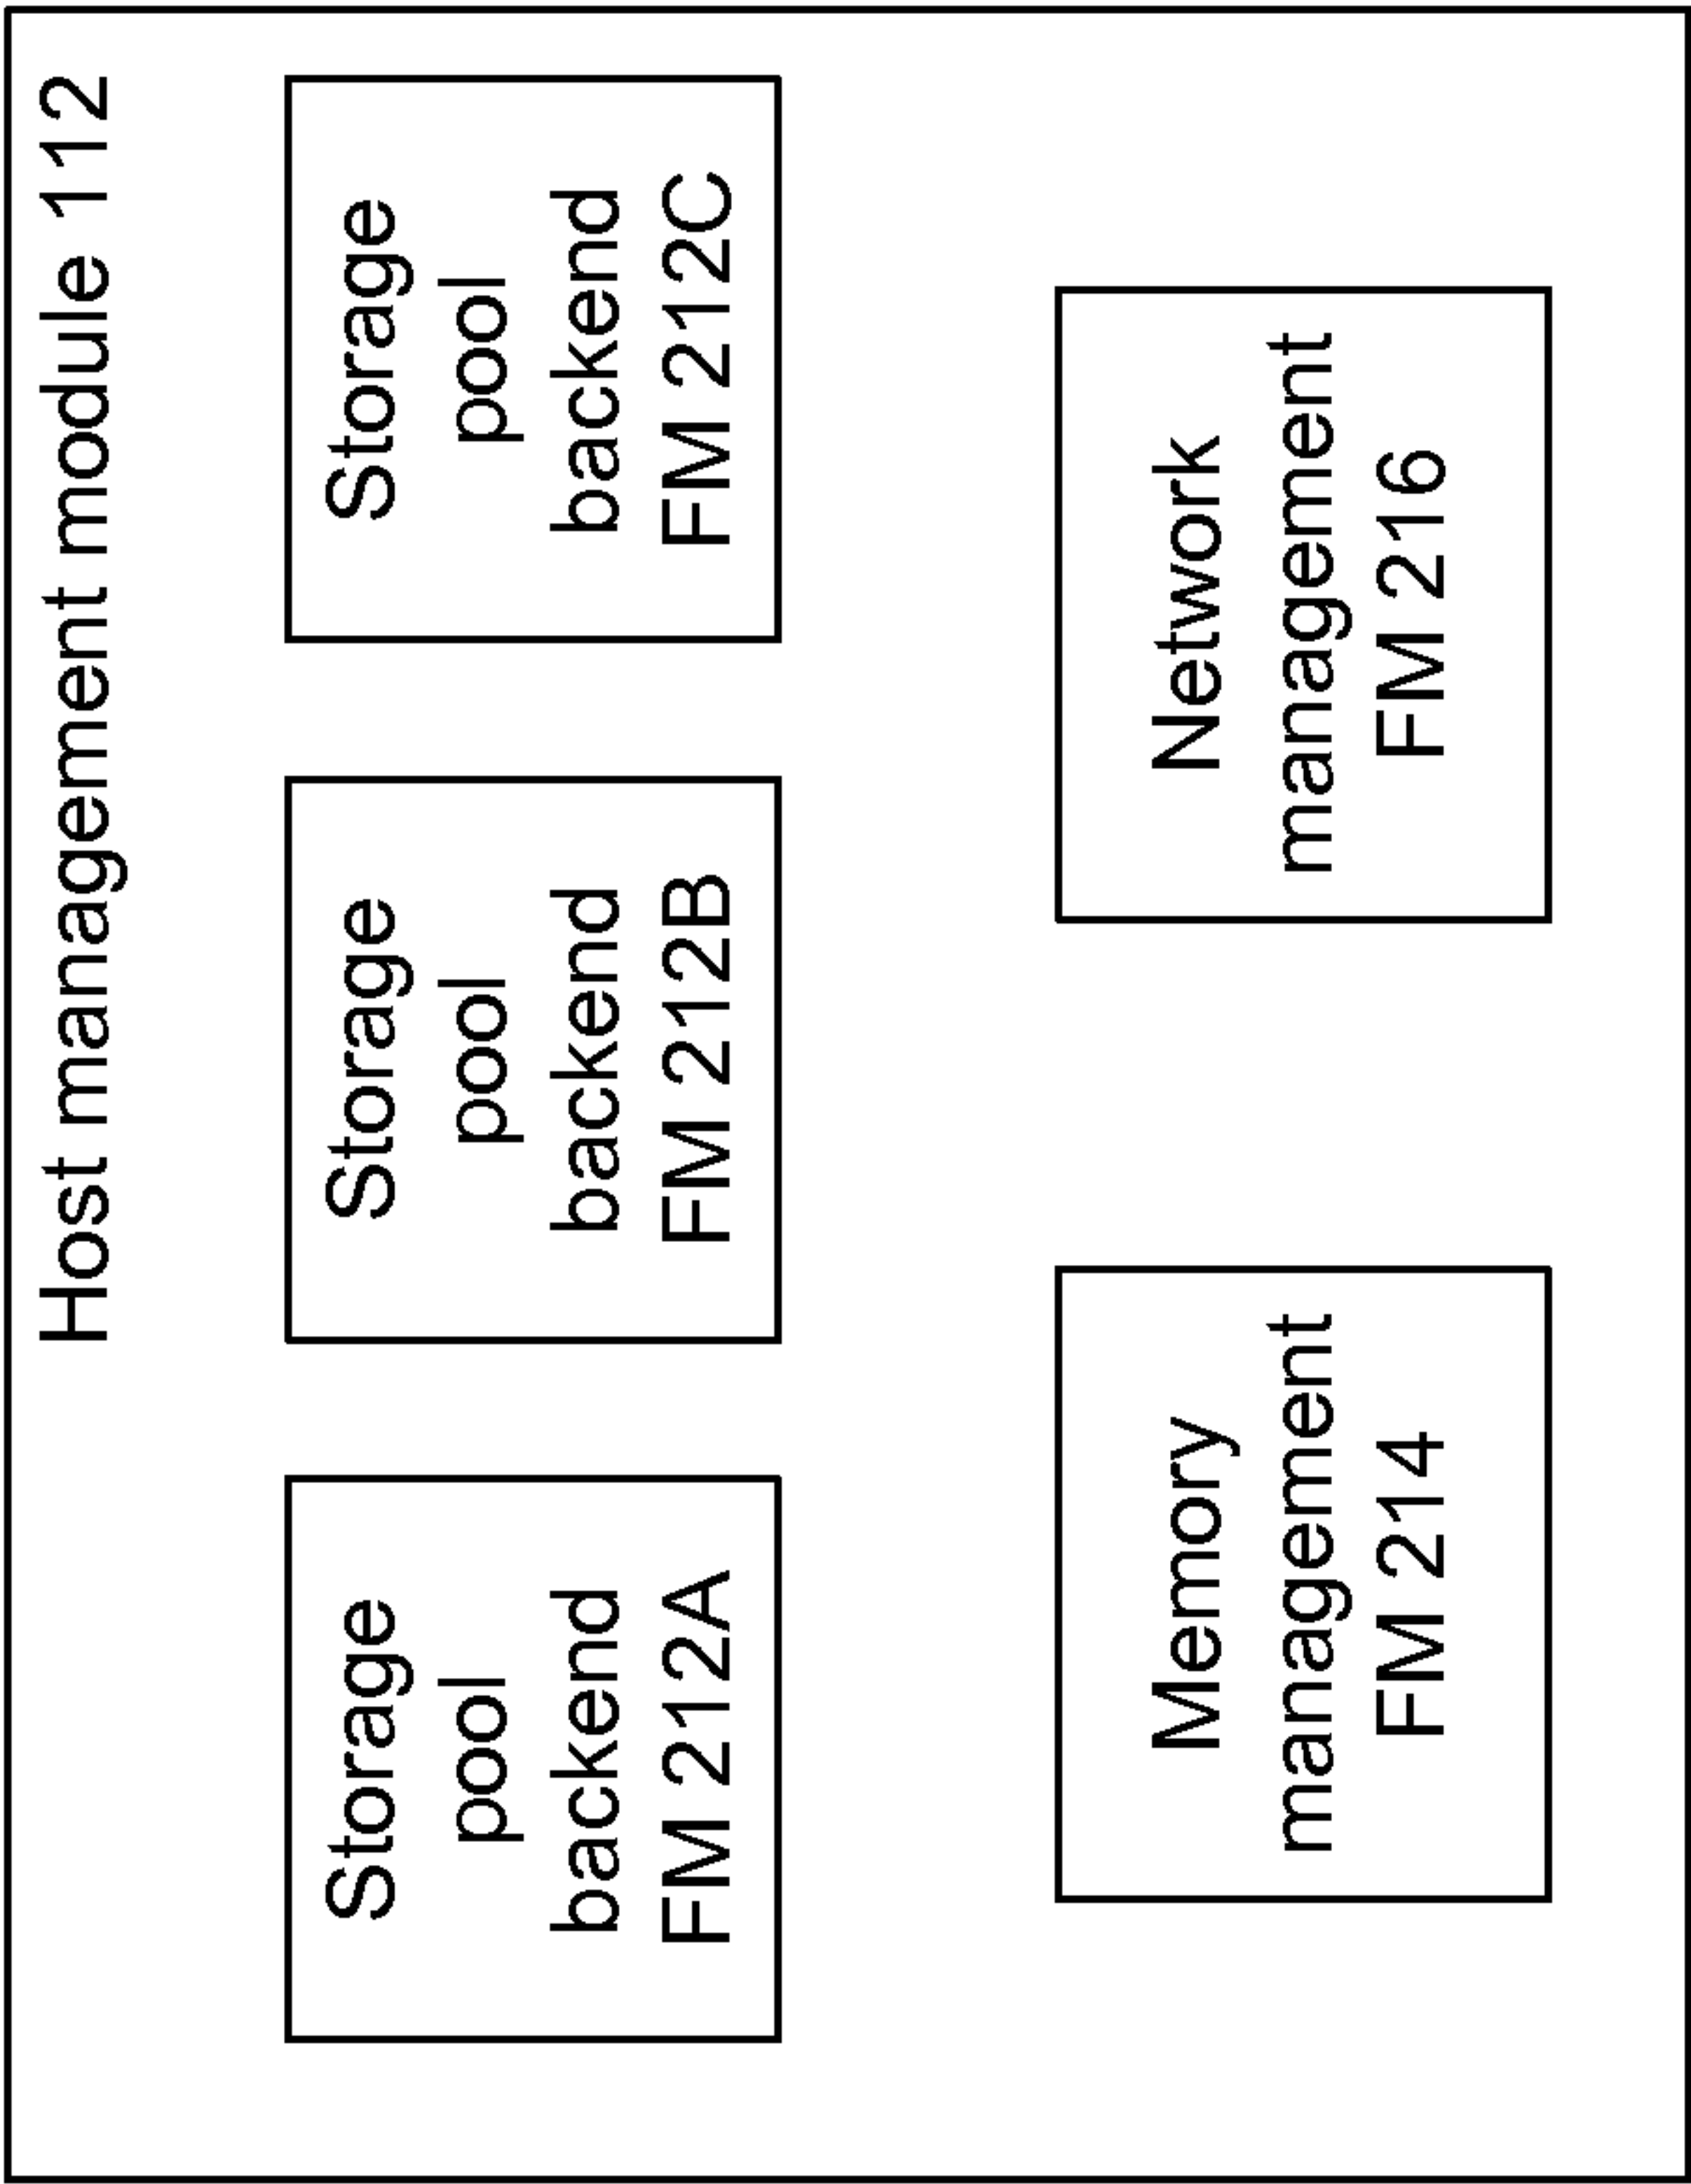 Host management module 112
Storage
pool
backend
FM 212A
Storage
pool
backend
FM 212B
Storage
pool
backend
FM 212C
Memory
management
FM 214
Network
management
FM 216